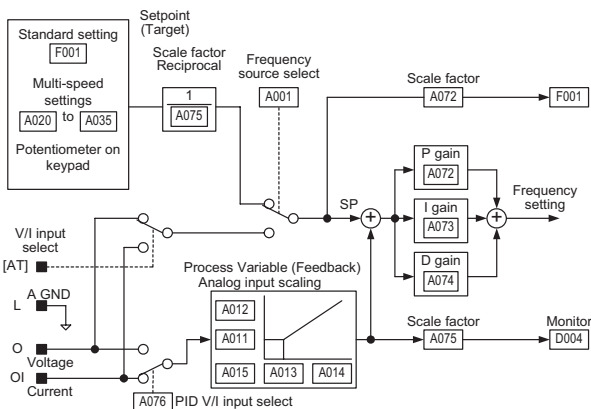 Setpoint
(Target)
Standard setting
F001
Multi-speed
settings
A020 to A035
Potentiometer on
keypad
Scale factor
Reciprocal
1
A075
Frequency
source select
A001
Scale factor
A072
F001
SP
+
P gain
A072
I gain
A073
D gain
A074
+
Frequency
setting
V/I input
select
[AT]
A GND
L
O
Voltage
OI
Current
A076 PID V/I input select
Process Variable (Feedback)
Analog input scaling
A012
A011
A015 A013 A014
Scale factor
A075
Monitor
D004